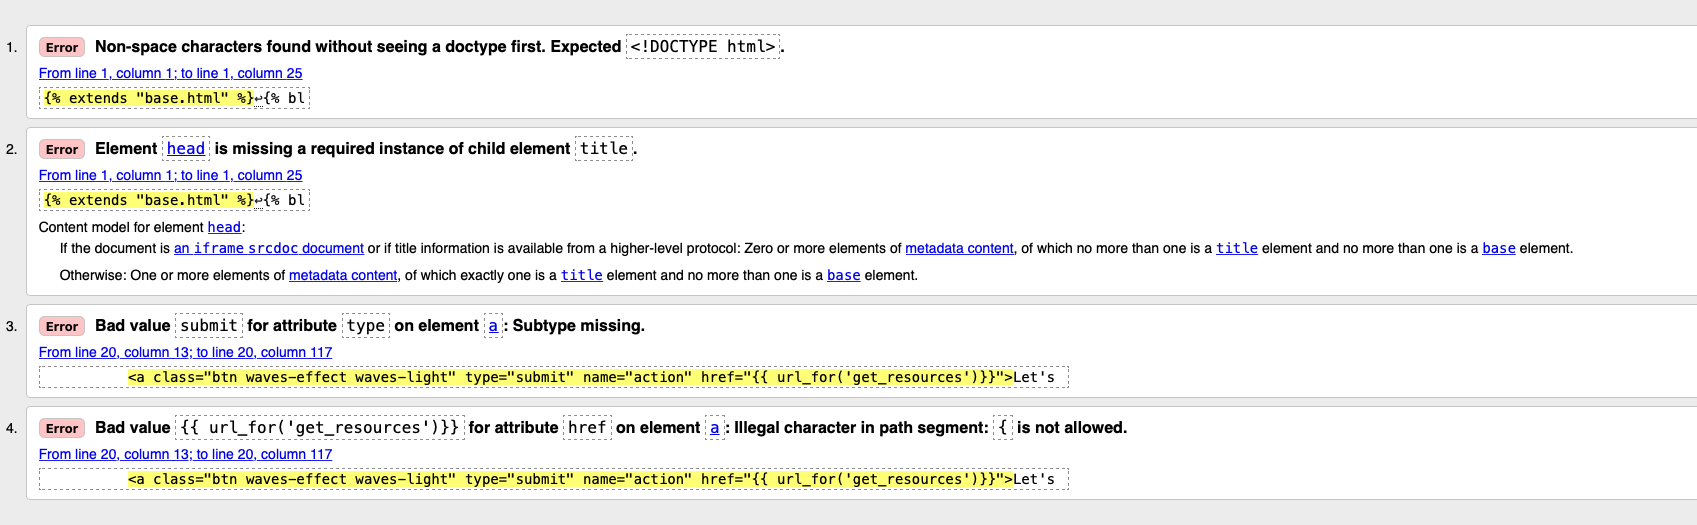 1. Error Non-space characters found without seeing a doctype first. Expected <!DOCTYPE html>.
From line 1, column 1; to line 1, column 25
{% extends "base.html" %}↩{% bl
2. Error Element head is missing a required instance of child element title.
From line 1, column 1; to line 1, column 25
{% extends "base.html" %}↩{% bl
Content model for element head:
If the document is an iframe srcdoc document or if title information is available from a higher-level protocol: Zero or more elements of metadata content, of which no more than one is a title element and no more than one is a base element.
Otherwise: One or more elements of metadata content, of which exactly one is a title element and no more than one is a base element.
3. Error Bad value submit for attribute type on element a: Subtype missing.
From line 20, column 13; to line 20, column 117
<a class="btn waves-effect waves-light" type="submit" name="action" href="{{ url_for('get_resources')}}">Let's
4. Error Bad value {{ url_for('get_resources')}} for attribute href on element a: Illegal character in path segment: { is not allowed.
From line 20, column 13; to line 20, column 117
<a class="btn waves-effect waves-light" type="submit" name="action" href="{{ url_for('get_resources')}}">Let's